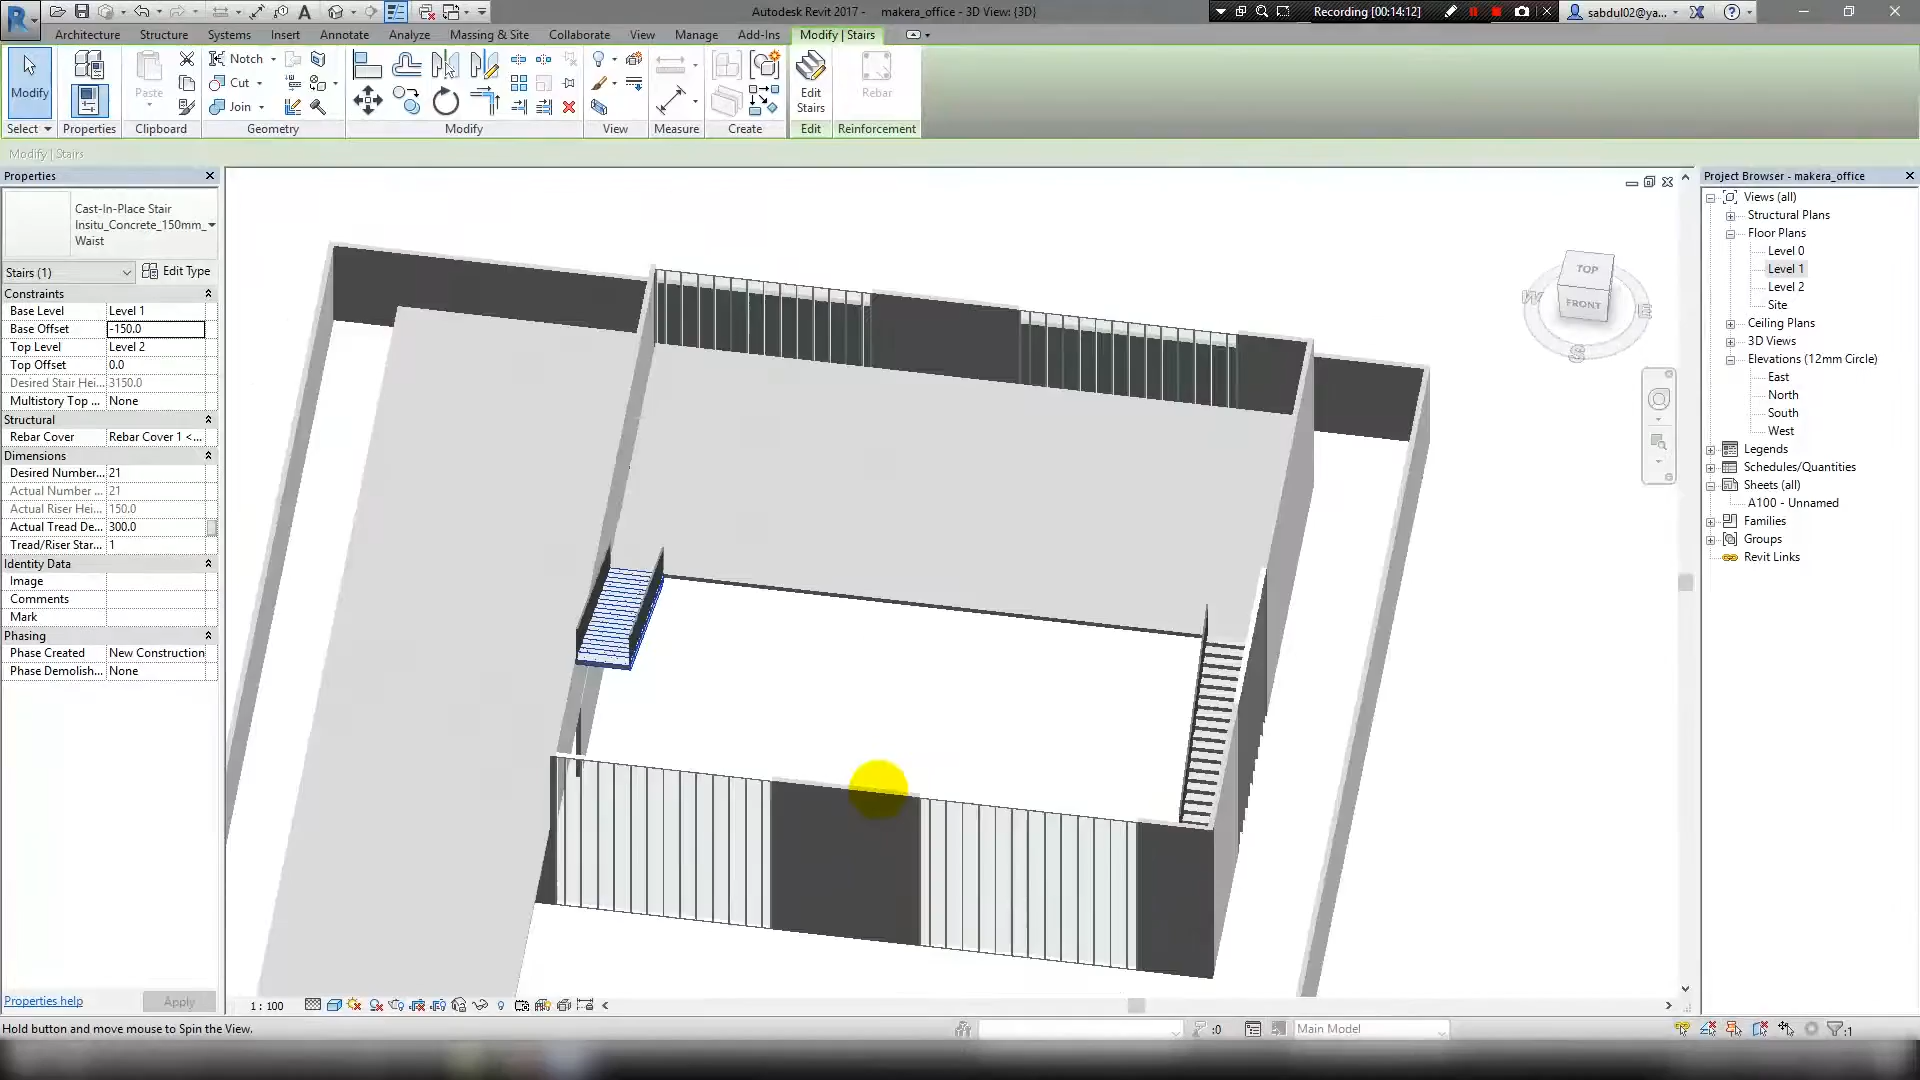 Autodesk Revit 2017 - makera_office - 3D View: {3D}
Recording [00:14:12]
sabdul02@ya...
Architecture Structure Systems Insert Annotate Analyze Massing & Site Collaborate View Manage Add-Ins Modify | Stairs
Modify
Paste
Notch
Cut
Join
Edit Stairs
Rebar
Select Properties Clipboard Geometry Modify View Measure Create Edit Reinforcement
Modify | Stairs
Properties
Cast-In-Place Stair
Insitu_Concrete_150mm_
Waist
Stairs (1)
Edit Type
Constraints
Base Level Level 1
Base Offset -150.0
Top Level Level 2
Top Offset 0.0
Desired Stair Hei... 3150.0
Multistory Top ... None
Structural
Rebar Cover Rebar Cover 1 <...
Dimensions
Desired Number... 21
Actual Number ... 21
Actual Riser Hei... 150.0
Actual Tread De... 300.0
Tread/Riser Star... 1
Identity Data
Image
Comments
Mark
Phasing
Phase Created New Construction
Phase Demolish... None
Properties help
Apply
TOP
FRONT
W
E
S
1 : 100
Project Browser - makera_office
Views (all)
Structural Plans
Floor Plans
Level 0
Level 1
Level 2
Site
Ceiling Plans
3D Views
Elevations (12mm Circle)
East
North
South
West
Legends
Schedules/Quantities
Sheets (all)
A100 - Unnamed
Families
Groups
Revit Links
Hold button and move mouse to Spin the View.
:0
Main Model
:1